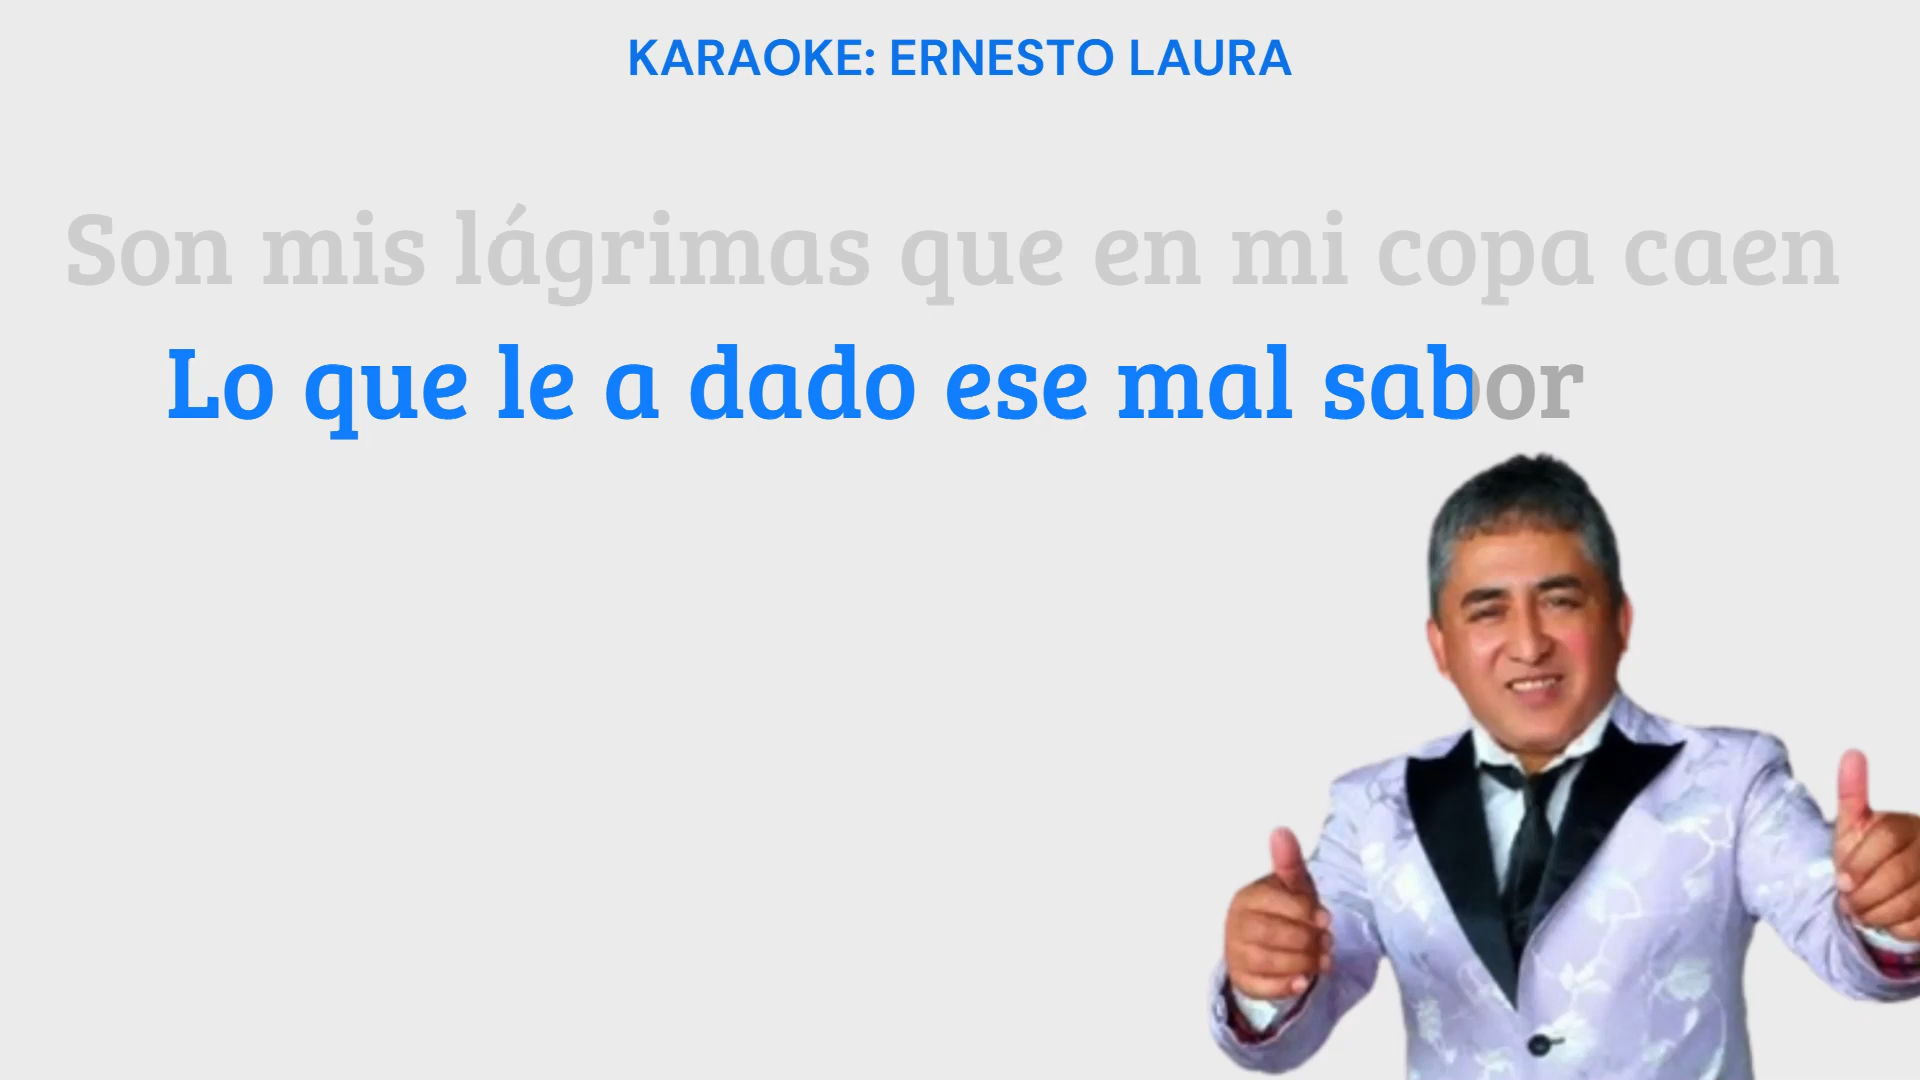 KARAOKE: ERNESTO LAURA
Son mis lágrimas que en mi copa caen
Lo que le a dado ese mal sabor